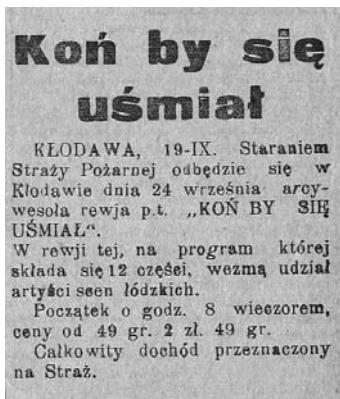 Koń by się
uśmiał
KŁODAWA, 19-IX. Staraniem
Straży Pożarnej odbędzie się w
Kłodawie dnia 24 września arcy-
wesoła rewja p.t. „KOŃ BY SIĘ
UŚMIAŁ“.
W rewji tej, na program której
składa się 12 części, wezmą udział
artyści scen łódzkich.
Początek o godz. 8 wieczorem,
ceny od 49 gr. 2 zł. 49 gr.
Całkowity dochód przeznaczony
na Straż.